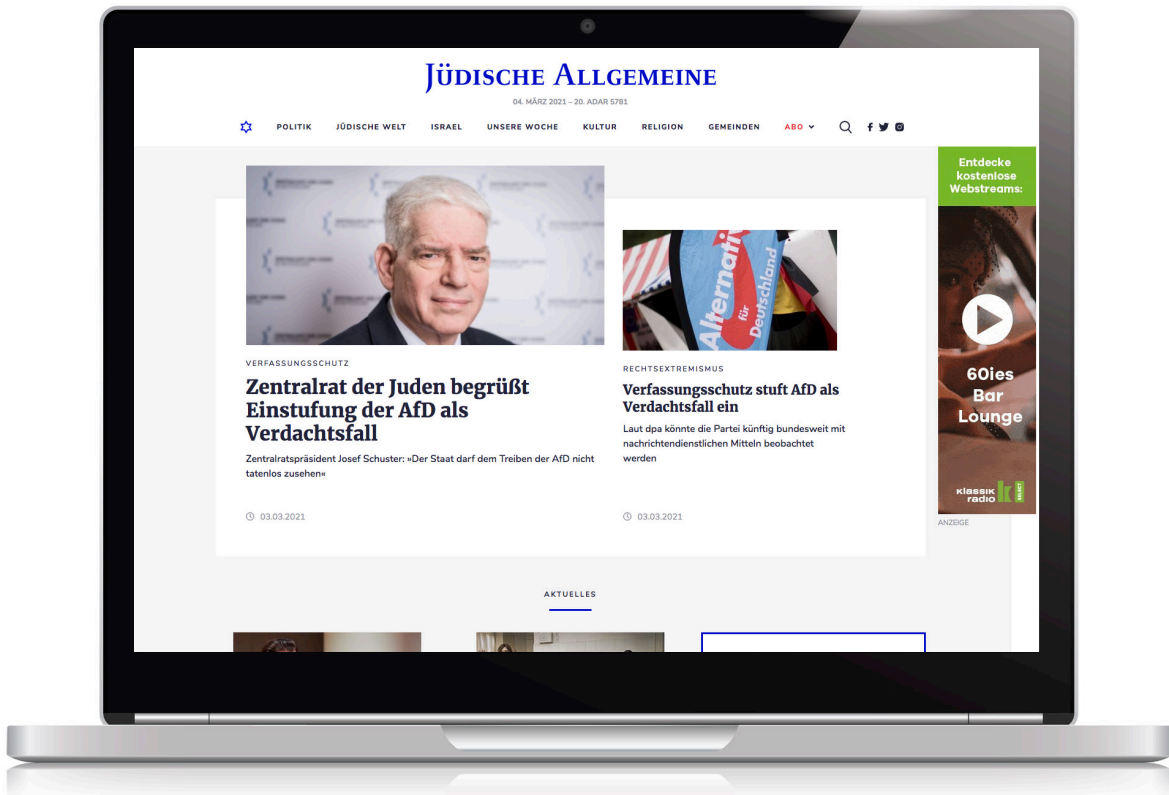 JÜDISCHE ALLGEMEINE
04. MÄRZ 2021 – 20. ADAR 5781
POLITIK JÜDISCHE WELT ISRAEL UNSERE WOCHE KULTUR RELIGION GEMEINDEN ABO
Entdecke
kostenlose
Webstreams:
Alternative
für
Deutschland
VERFASSUNGSSCHUTZ
Zentralrat der Juden begrüßt
Einstufung der AfD als
Verdachtsfall
Zentralratspräsident Josef Schuster: »Der Staat darf dem Treiben der AfD nicht
tatenlos zusehen«
03.03.2021
RECHTSEXTREMISMUS
Verfassungsschutz stuft AfD als
Verdachtsfall ein
Laut dpa könnte die Partei künftig bundesweit mit
nachrichtendienstlichen Mitteln beobachtet
werden
03.03.2021
60ies
Bar
Lounge
Klassik
radio
SELECT
ANZEIGE
AKTUELLES